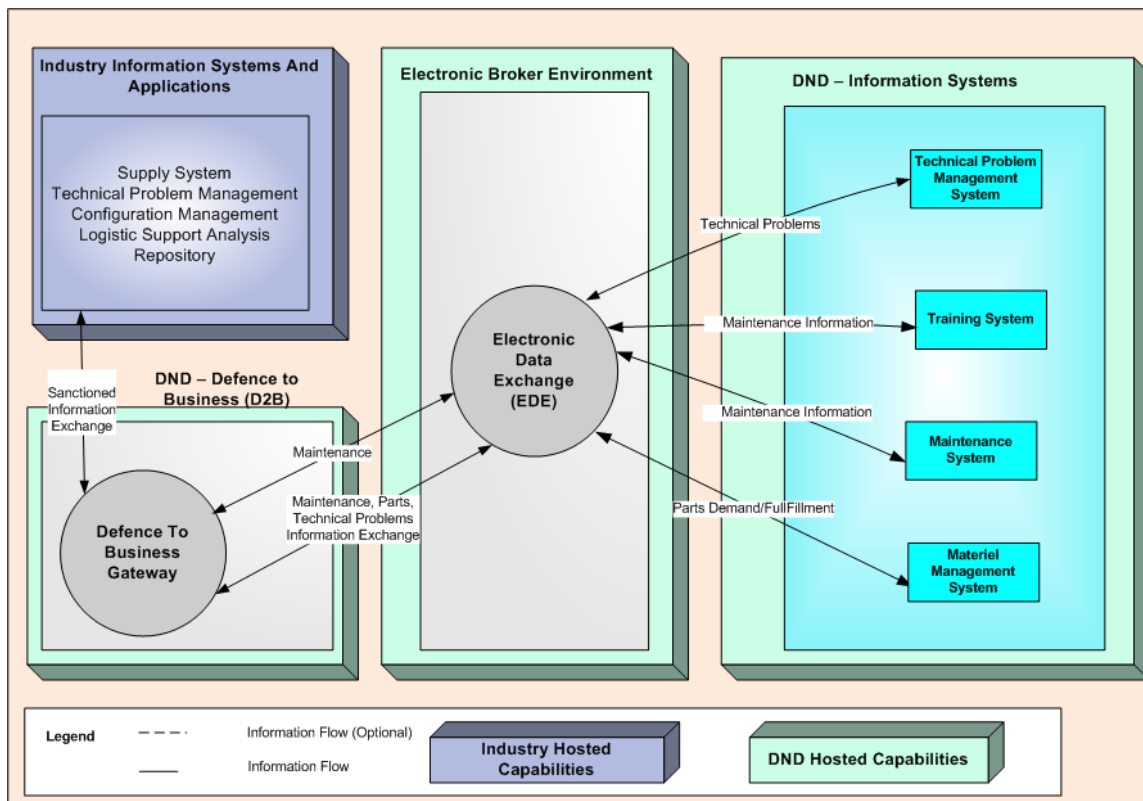 Industry Information Systems And
Applications
Supply System
Technical Problem Management
Configuration Management
Logistic Support Analysis
Repository
Sanctioned
Information
Exchange
DND – Defence to
Business (D2B)
Defence To
Business
Gateway
Maintenance
Maintenance, Parts,
Technical Problems
Information Exchange
Electronic Broker Environment
Electronic
Data
Exchange
(EDE)
Technical Problems
Maintenance Information
Maintenance Information
Parts Demand/FullFillment
DND – Information Systems
Technical Problem
Management
System
Training System
Maintenance
System
Materiel
Management
System
Legend
Information Flow (Optional)
Information Flow
Industry Hosted
Capabilities
DND Hosted Capabilities